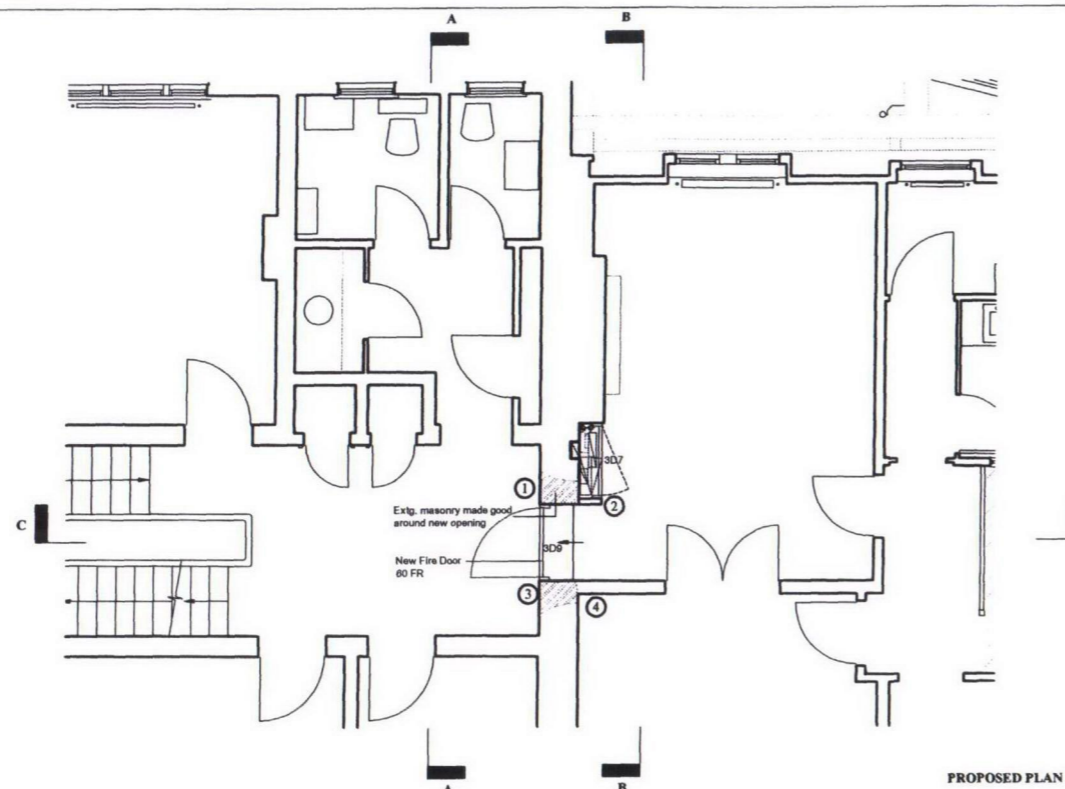 A
B
3D7
1
2
Extg. masonry made good
around new opening
C
3D9
New Fire Door
60 FR
3
4
A
B
PROPOSED PLAN